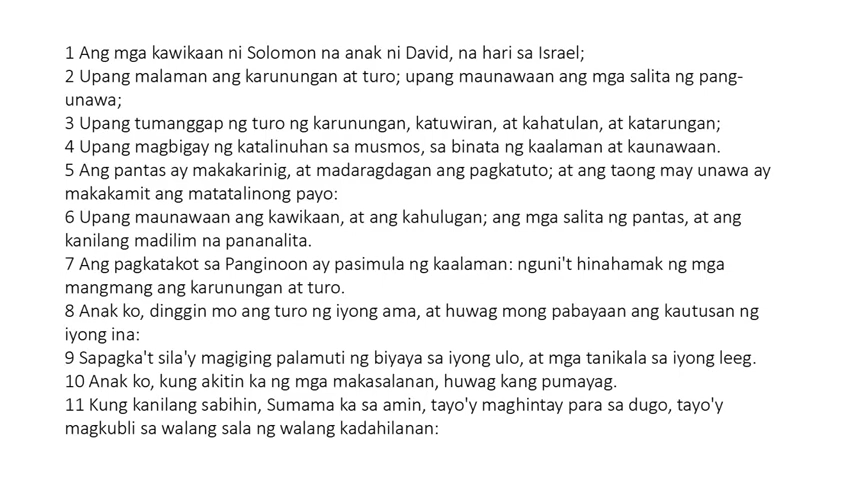 1 Ang mga kawikaan ni Solomon na anak ni David, na hari sa Israel;
2 Upang malaman ang karunungan at turo; upang maunawaan ang mga salita ng pang-
unawa;
3 Upang tumanggap ng turo ng karunungan, katuwiran, at kahatulan, at katarungan;
4 Upang magbigay ng katalinuhan sa musmos, sa binata ng kaalaman at kaunawaan.
5 Ang pantas ay makakarinig, at madaragdagan ang pagkatuto; at ang taong may unawa ay
makakamit ang matatalinong payo:
6 Upang maunawaan ang kawikaan, at ang kahulugan; ang mga salita ng pantas, at ang
kanilang madilim na pananalita.
7 Ang pagkatakot sa Panginoon ay pasimula ng kaalaman: nguni't hinahamak ng mga
mangmang ang karunungan at turo.
8 Anak ko, dinggin mo ang turo ng iyong ama, at huwag mong pabayaan ang kautusan ng
iyong ina:
9 Sapagka't sila'y magiging palamuti ng biyaya sa iyong ulo, at mga tanikala sa iyong leeg.
10 Anak ko, kung akitin ka ng mga makasalanan, huwag kang pumayag.
11 Kung kanilang sabihin, Sumama ka sa amin, tayo'y maghintay para sa dugo, tayo'y
magkubli sa walang sala ng walang kadahilanan: